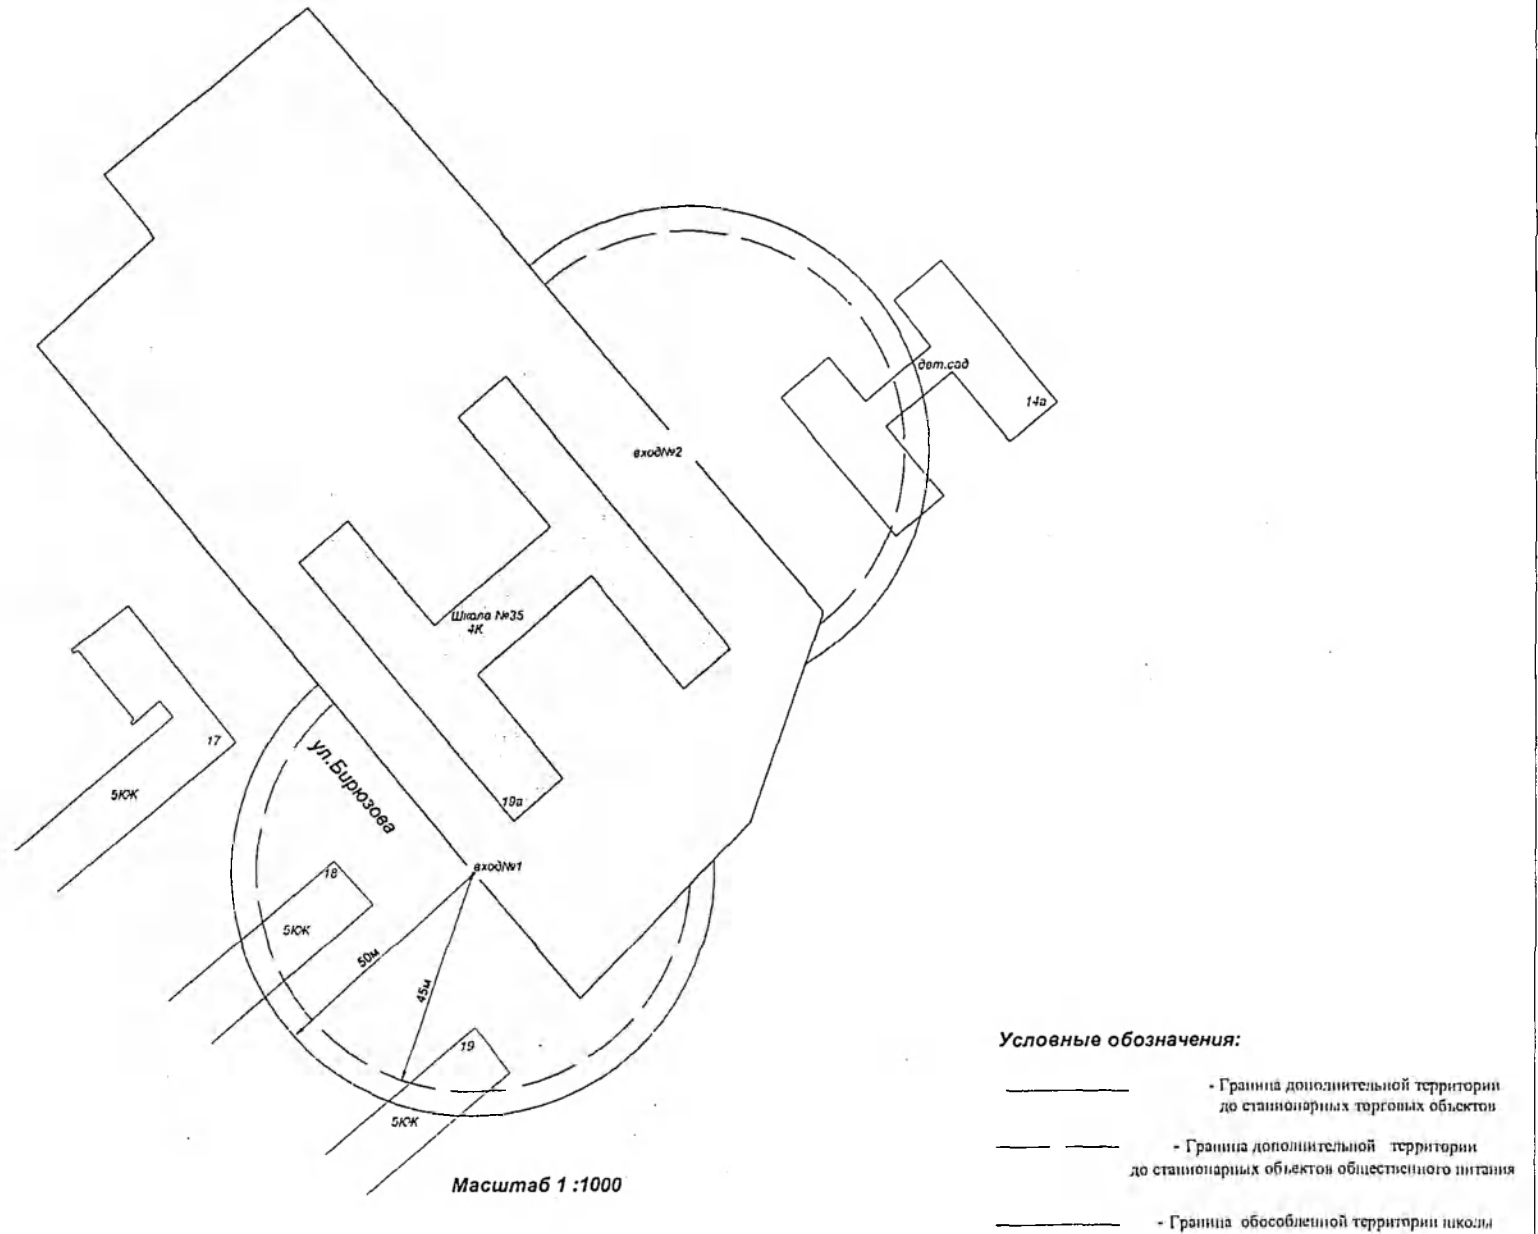 дет.сад
14а
вход№2
Школа №35
4К
17
ул.Бирюзова
5КЖ
19а
вход№1
18
5КЖ
50м
45м
19
5КЖ
Масштаб 1 :1000
Условные обозначения:
- Граница дополнительной территории
до стационарных торговых объектов
- Граница дополнительной территории
до стационарных объектов общественного питания
- Граница обособленной территории школы